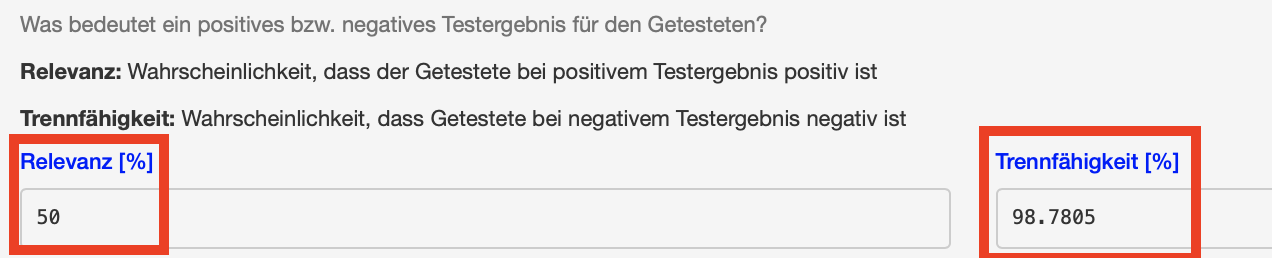 Was bedeutet ein positives bzw. negatives Testergebnis für den Getesteten?
Relevanz: Wahrscheinlichkeit, dass der Getestete bei positivem Testergebnis positiv ist
Trennfähigkeit: Wahrscheinlichkeit, dass Getestete bei negativem Testergebnis negativ ist
Relevanz [%] Trennfähigkeit [%]
50 98.7805